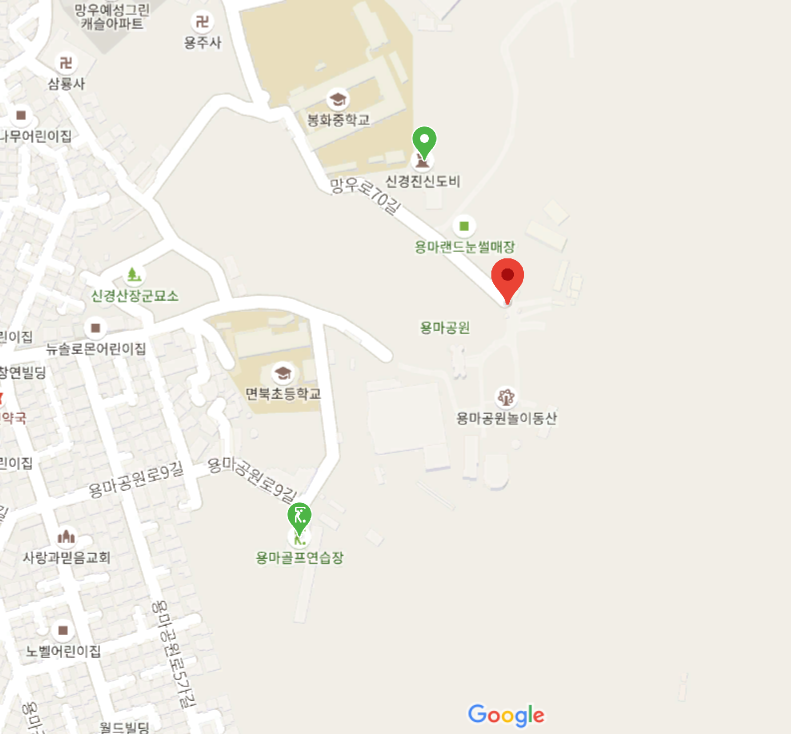 망우예성그린
캐슬아파트
용주사
삼룡사
나무어린이집
봉화중학교
신경진신도비
망우로70길
용마랜드눈썰매장
신경산장군묘소
용마공원
린이집
뉴솔로몬어린이집
창연빌딩
면북초등학교
약국
용마공원놀이동산
린이집
용마공원로9길
용마공원로9길
길
사랑과믿음교회
용마골프연습장
노벨어린이집
용마공원로5가길
용마
월드빌딩
Google